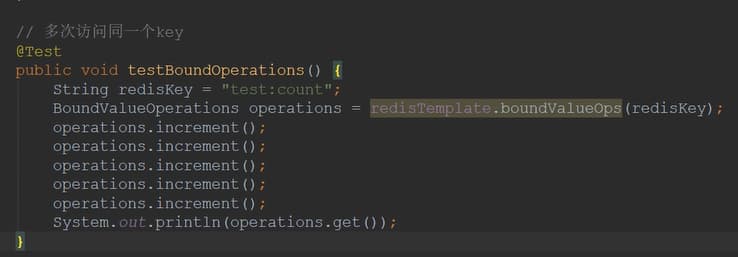 // 多次访问同一个key
@Test
public void testBoundOperations() {
String redisKey = "test:count";
BoundValueOperations operations = redisTemplate.boundValueOps(redisKey);
operations.increment();
operations.increment();
operations.increment();
operations.increment();
operations.increment();
System.out.println(operations.get());
}